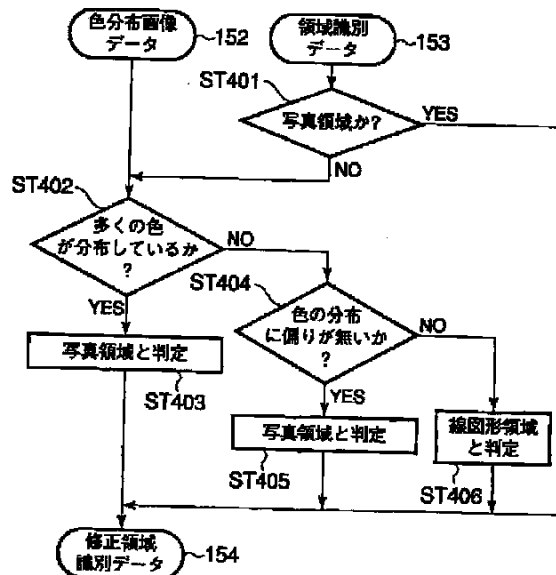 色分布画像
データ
152
領域識別
データ
153
ST401
写真領域か?
YES
NO
ST402
多くの色
が分布しているか
?
NO
YES
ST404
色の分布
に偏りが無いか
?
NO
YES
写真領域と判定
ST403
写真領域と判定
ST405
線図形領域
と判定
ST406
修正領域
識別データ
154